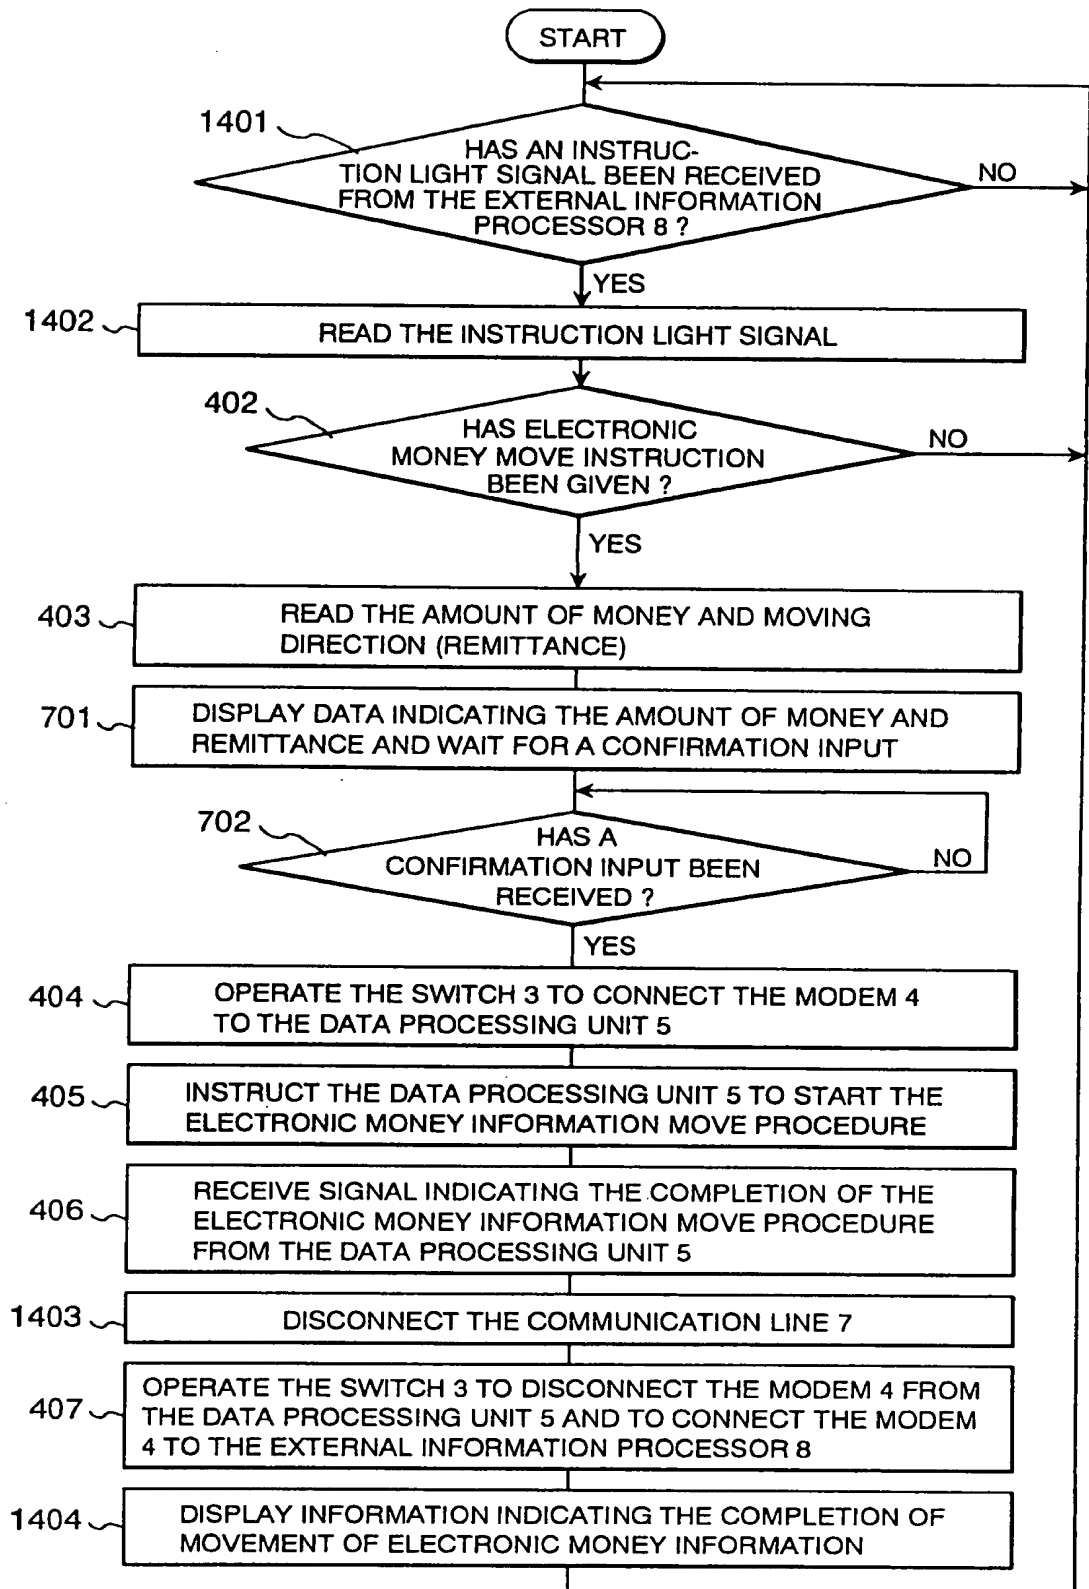 START
1401
HAS AN INSTRUC-
TION LIGHT SIGNAL BEEN RECEIVED
FROM THE EXTERNAL INFORMATION
PROCESSOR 8 ?
NO
YES
1402
READ THE INSTRUCTION LIGHT SIGNAL
402
HAS ELECTRONIC
MONEY MOVE INSTRUCTION
BEEN GIVEN ?
NO
YES
403
READ THE AMOUNT OF MONEY AND MOVING
DIRECTION (REMITTANCE)
701
DISPLAY DATA INDICATING THE AMOUNT OF MONEY AND
REMITTANCE AND WAIT FOR A CONFIRMATION INPUT
702
HAS A
CONFIRMATION INPUT BEEN
RECEIVED ?
NO
YES
404
OPERATE THE SWITCH 3 TO CONNECT THE MODEM 4
TO THE DATA PROCESSING UNIT 5
405
INSTRUCT THE DATA PROCESSING UNIT 5 TO START THE
ELECTRONIC MONEY INFORMATION MOVE PROCEDURE
406
RECEIVE SIGNAL INDICATING THE COMPLETION OF THE
ELECTRONIC MONEY INFORMATION MOVE PROCEDURE
FROM THE DATA PROCESSING UNIT 5
1403
DISCONNECT THE COMMUNICATION LINE 7
407
OPERATE THE SWITCH 3 TO DISCONNECT THE MODEM 4 FROM
THE DATA PROCESSING UNIT 5 AND TO CONNECT THE MODEM
4 TO THE EXTERNAL INFORMATION PROCESSOR 8
1404
DISPLAY INFORMATION INDICATING THE COMPLETION OF
MOVEMENT OF ELECTRONIC MONEY INFORMATION